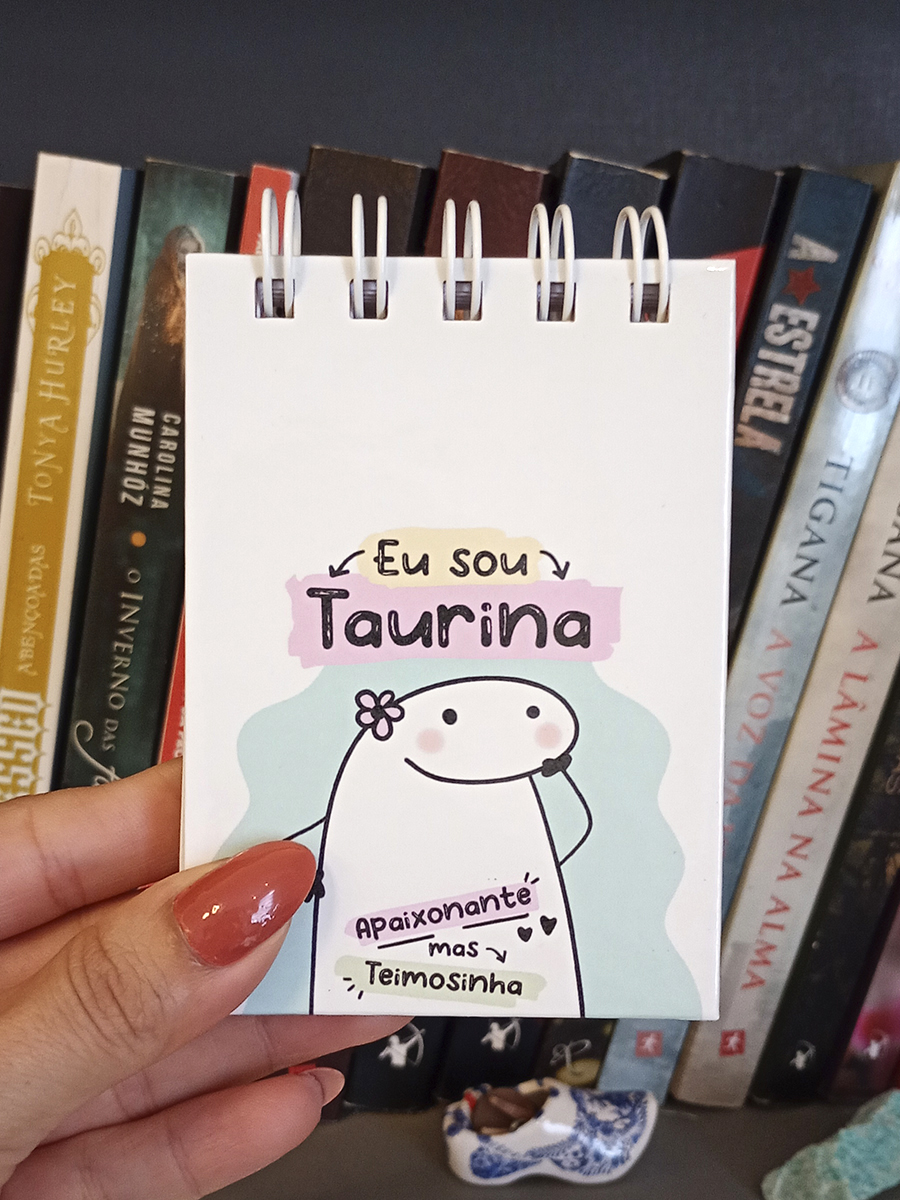 Eu sou
Taurina
Apaixonante
mas
Teimosinha
TONYA HURLEY
ABENÇOADAS
CAROLINA
MUNHÓZ
O INVERNO DAS
A ESTRELA
TIGANA A VOZ DA
A LÂMINA NA ALMA